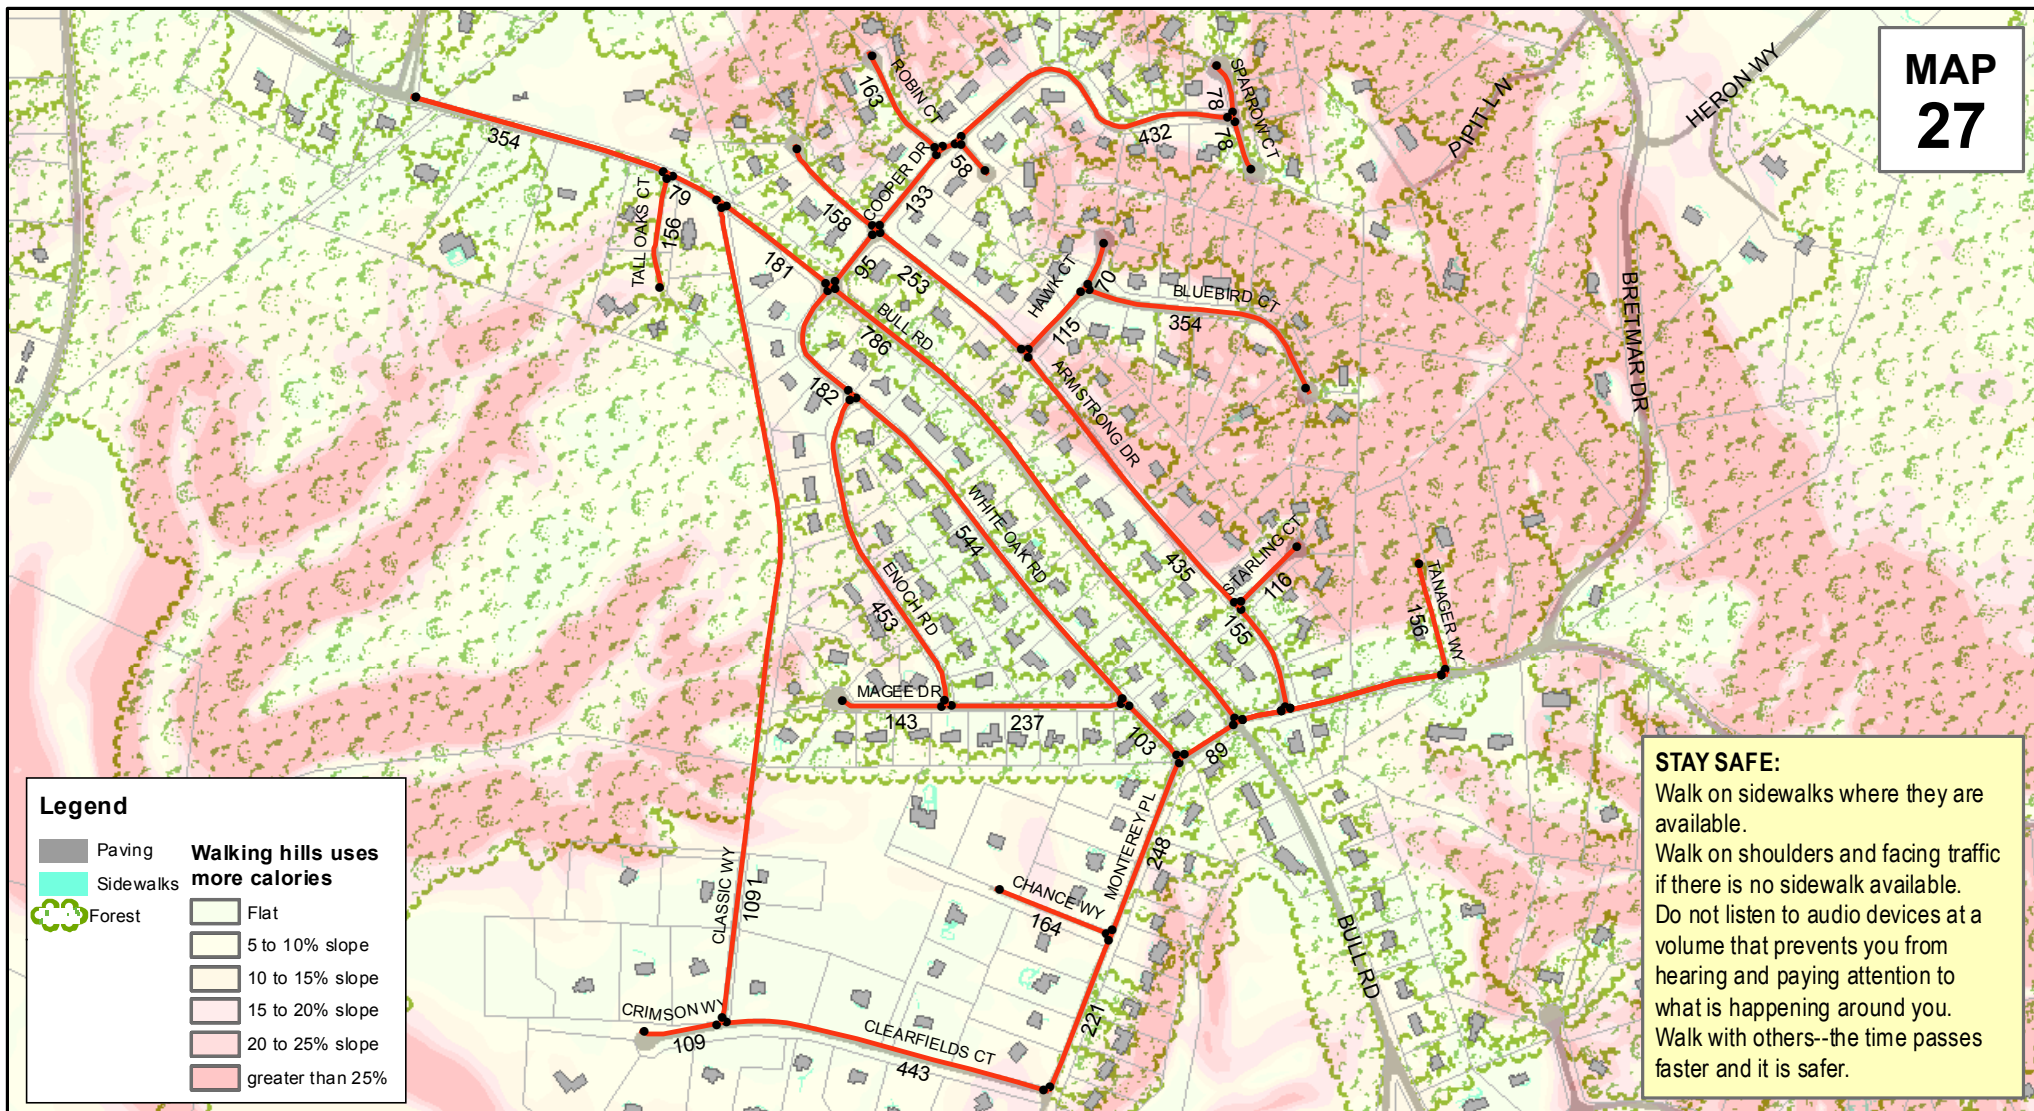 MAP
27
HERON WY
PIPIT LN
SPARROW CT
78
78
432
ROBIN CT
163
58
COOPER DR
133
158
354
79
TALL OAKS CT
156
181
95
253
HAWK CT
70
BLUEBIRD CT
354
115
BRETMAR DR
BULL RD
786
182
ARMSTRONG DR
435
WHITE OAK RD
544
ENOCH RD
453
STARLING CT
116
155
TANAGER WY
156
MAGEE DR
143
237
103
89
MONTEREY PL
248
CHANCE WY
164
221
CLASSIC WY
1091
CRIMSON WY
109
CLEARFIELDS CT
443
BULL RD
Legend
Paving
Sidewalks
Forest
Walking hills uses
more calories
Flat
5 to 10% slope
10 to 15% slope
15 to 20% slope
20 to 25% slope
greater than 25%
STAY SAFE:
Walk on sidewalks where they are
available.
Walk on shoulders and facing traffic
if there is no sidewalk available.
Do not listen to audio devices at a
volume that prevents you from
hearing and paying attention to
what is happening around you.
Walk with others--the time passes
faster and it is safer.